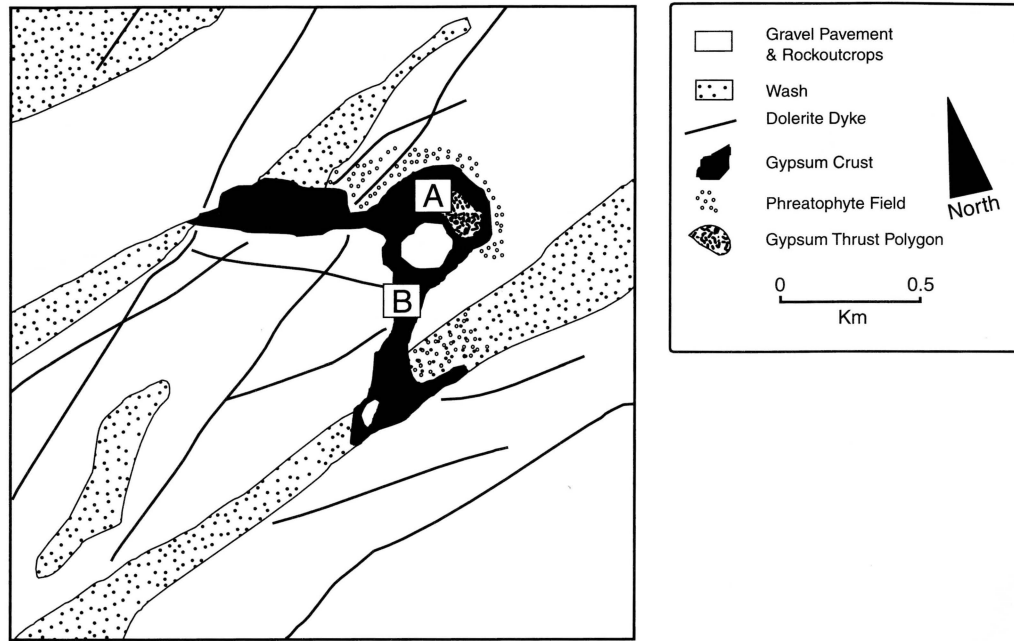 A
B
Gravel Pavement
& Rockoutcrops
Wash
Dolerite Dyke
Gypsum Crust
Phreatophyte Field
Gypsum Thrust Polygon
North
0 0.5
Km